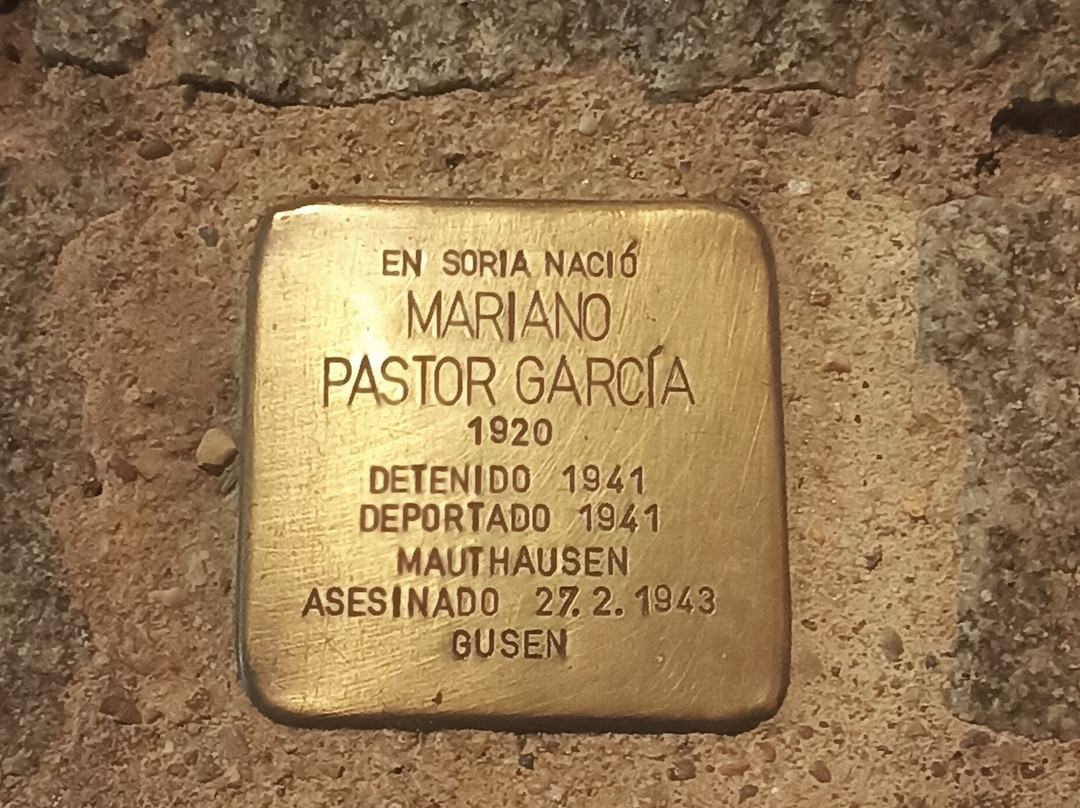 EN SORIA NACIÓ
MARIANO
PASTOR GARCÍA
1920
DETENIDO 1941
DEPORTADO 1941
MAUTHAUSEN
ASESINADO 27.2.1943
GUSEN